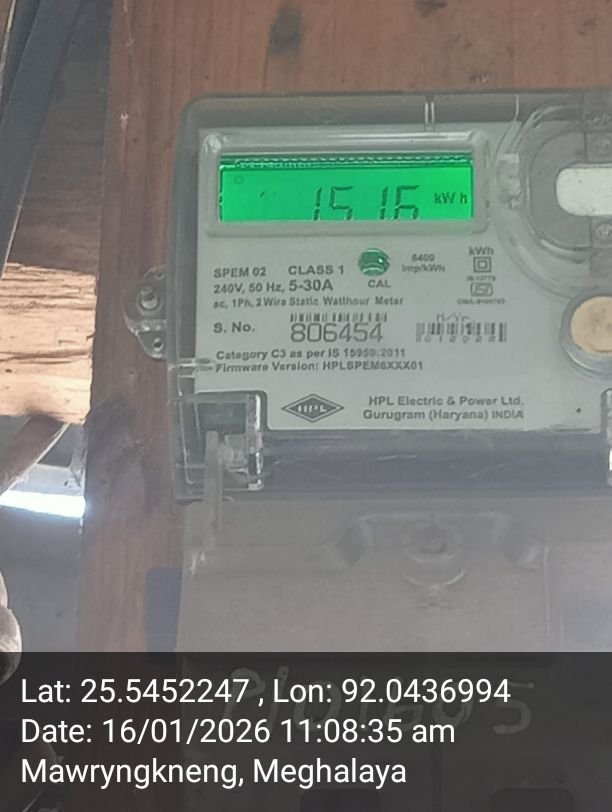 1516 kWh
SPEM 02 CLASS 1
240V, 50 Hz, 5-30A
ac, 1Ph, 2 Wire Static Watthour Meter
6400 imp/kWh
kWh
CAL
S. No. 806454
M/Yr
Category C3 as per IS 15959:2011
Firmware Version: HPLSPEM6XXX01
HPL
HPL Electric & Power Ltd.
Gurugram (Haryana) INDIA
Lat: 25.5452247 , Lon: 92.0436994
Date: 16/01/2026 11:08:35 am
Mawryngkneng, Meghalaya